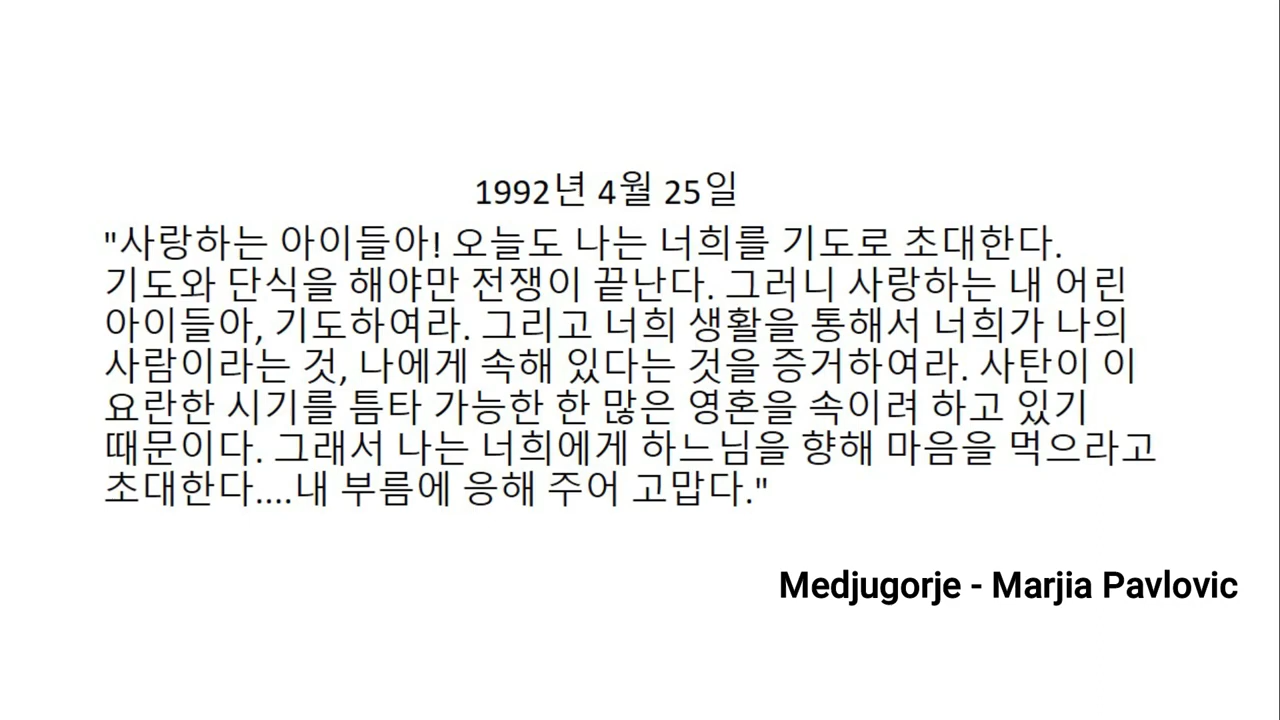 1992년 4월 25일
"사랑하는 아이들아! 오늘도 나는 너희를 기도로 초대한다.
기도와 단식을 해야만 전쟁이 끝난다. 그러니 사랑하는 내 어린
아이들아, 기도하여라. 그리고 너희 생활을 통해서 너희가 나의
사람이라는 것, 나에게 속해 있다는 것을 증거하여라. 사탄이 이
요란한 시기를 틈타 가능한 한 많은 영혼을 속이려 하고 있기
때문이다. 그래서 나는 너희에게 하느님을 향해 마음을 먹으라고
초대한다....내 부름에 응해 주어 고맙다."
Medjugorje - Marjia Pavlovic